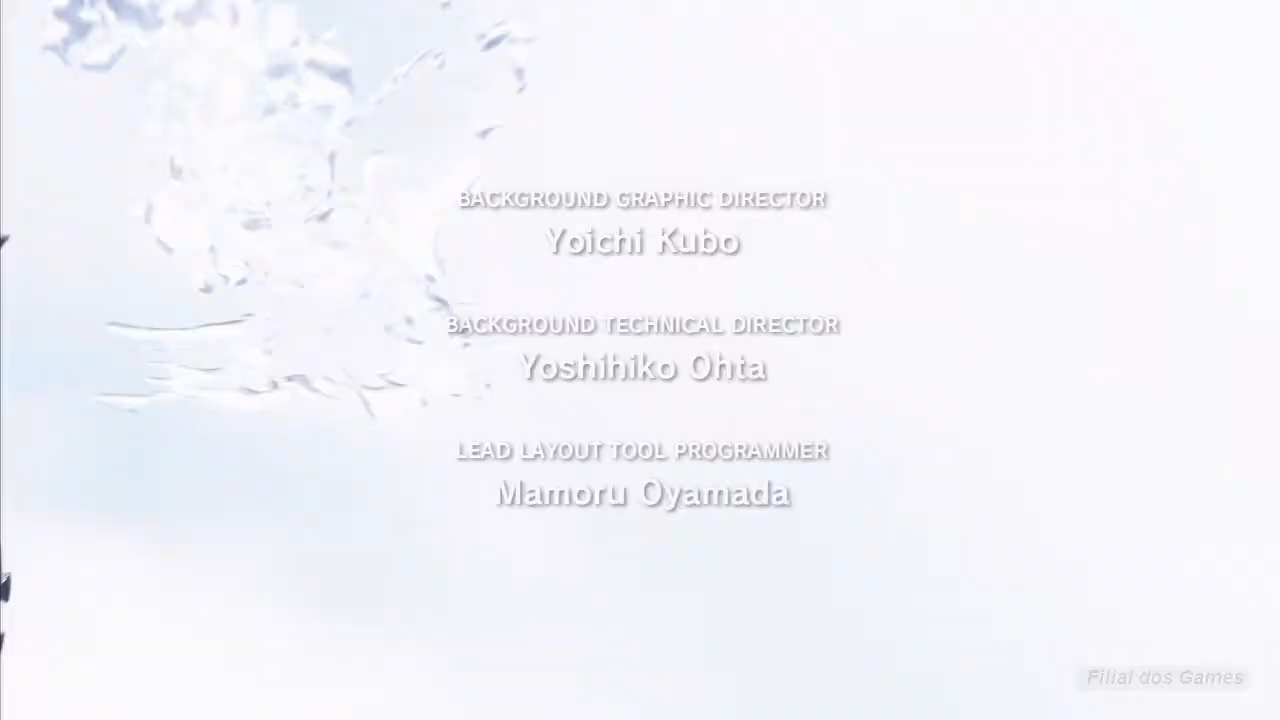 BACKGROUND GRAPHIC DIRECTOR
Yoichi Kubo
BACKGROUND TECHNICAL DIRECTOR
Yoshihiko Ohta
LEAD LAYOUT TOOL PROGRAMMER
Mamoru Oyamada
Filial dos Games